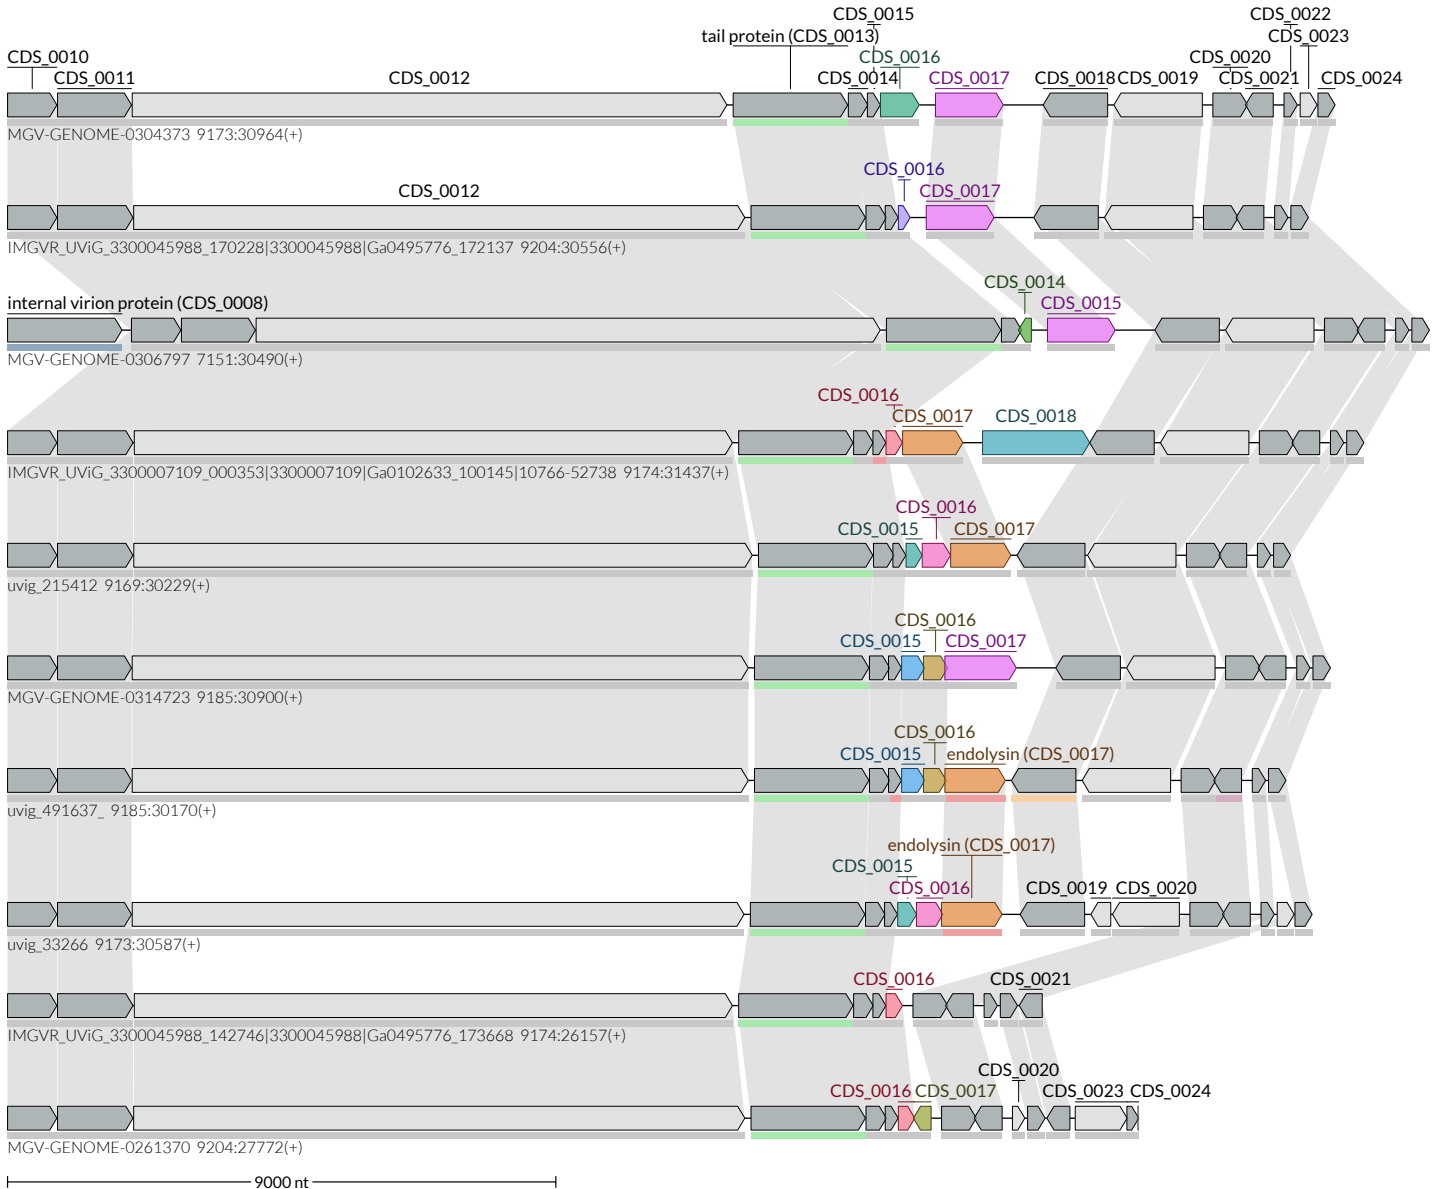 CDS_0015
CDS_0022
tail protein (CDS_0013)
CDS_0023
CDS_0010
CDS_0016
CDS_0020
CDS_0011
CDS_0012
CDS_0014
CDS_0017
CDS_0018
CDS_0019
CDS_0021
CDS_0024
MGV-GENOME-0304373 9173:30964(+)
CDS_0016
CDS_0012
CDS_0017
IMGVR_UViG_3300045988_170228|3300045988|Ga0495776_172137 9204:30556(+)
CDS_0014
internal virion protein (CDS_0008)
CDS_0015
MGV-GENOME-0306797 7151:30490(+)
CDS_0016
CDS_0017
CDS_0018
IMGVR_UViG_3300007109_000353|3300007109|Ga0102633_100145|10766-52738 9174:31437(+)
CDS_0016
CDS_0015
CDS_0017
uvig_215412 9169:30229(+)
CDS_0016
CDS_0015
CDS_0017
MGV-GENOME-0314723 9185:30900(+)
CDS_0016
CDS_0015
endolysin (CDS_0017)
uvig_491637_ 9185:30170(+)
endolysin (CDS_0017)
CDS_0015
CDS_0016
CDS_0019
CDS_0020
uvig_33266 9173:30587(+)
CDS_0016
CDS_0021
IMGVR_UViG_3300045988_142746|3300045988|Ga0495776_173668 9174:26157(+)
CDS_0020
CDS_0016
CDS_0017
CDS_0023
CDS_0024
MGV-GENOME-0261370 9204:27772(+)
9000 nt